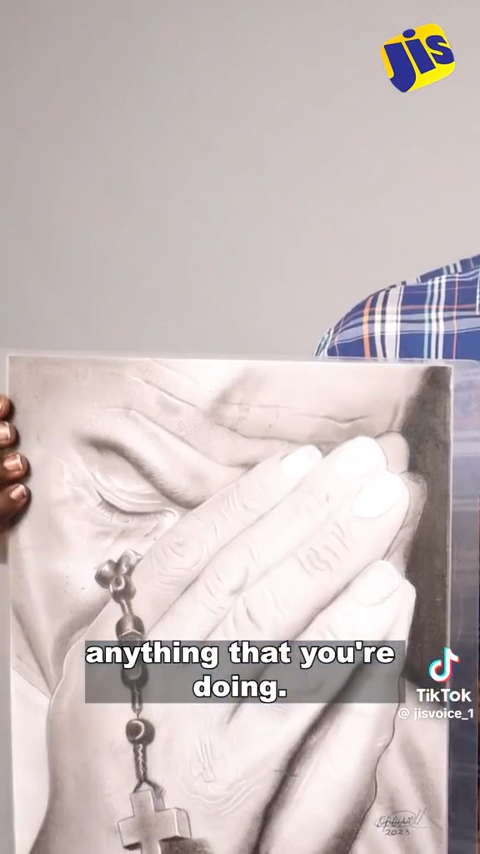 jis
anything that you're
doing.
TikTok
@ jisvoice_1
2023